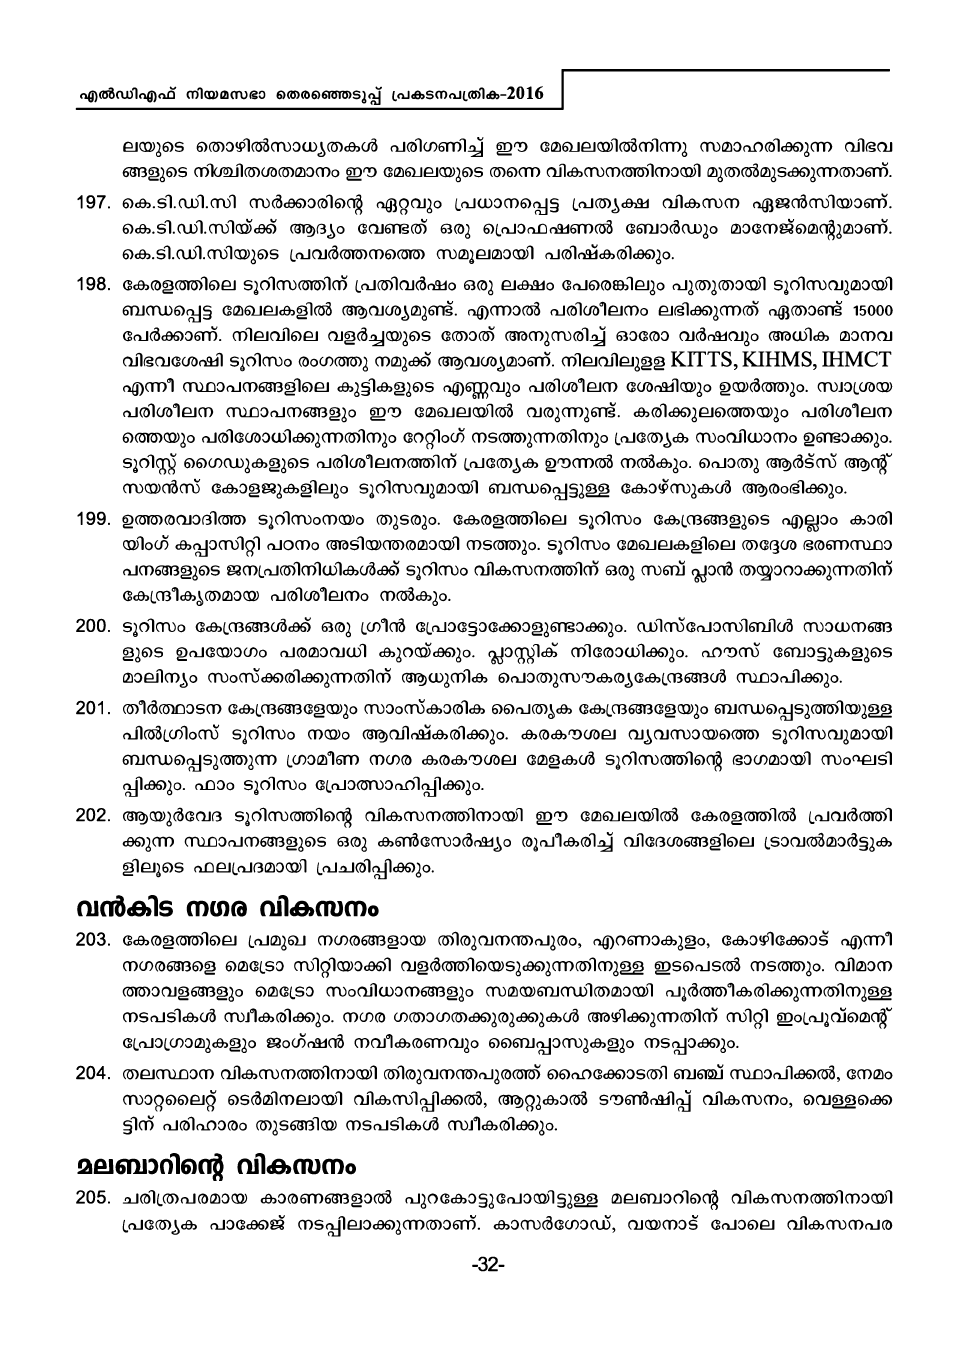 എൽഡിഎഫ് നിയമസഭാ തെരഞ്ഞെടുപ്പ് പ്രകടനപത്രിക-2016
ലയുടെ തൊഴിൽസാധ്യതകൾ പരിഗണിച്ച് ഈ മേഖലയിൽനിന്നു സമാഹരിക്കുന്ന വിഭവ
ങ്ങളുടെ നിശ്ചിതശതമാനം ഈ മേഖലയുടെ തന്നെ വികസനത്തിനായി മുതൽമുടക്കുന്നതാണ്.
197. കെ.ടി.ഡി.സി സർക്കാരിന്റെ ഏറ്റവും പ്രധാനപ്പെട്ട പ്രത്യക്ഷ വികസന ഏജൻസിയാണ്.
കെ.ടി.ഡി.സിയ്ക്ക് ആദ്യം വേണ്ടത് ഒരു പ്രൊഫഷണൽ ബോർഡും മാനേജ്മെന്റുമാണ്.
കെ.ടി.ഡി.സിയുടെ പ്രവർത്തനത്തെ സമൂലമായി പരിഷ്കരിക്കും.
198. കേരളത്തിലെ ടൂറിസത്തിന് പ്രതിവർഷം ഒരു ലക്ഷം പേരെങ്കിലും പുതുതായി ടൂറിസവുമായി
ബന്ധപ്പെട്ട മേഖലകളിൽ ആവശ്യമുണ്ട്. എന്നാൽ പരിശീലനം ലഭിക്കുന്നത് ഏതാണ്ട് 15000
പേർക്കാണ്. നിലവിലെ വളർച്ചയുടെ തോത് അനുസരിച്ച് ഓരോ വർഷവും അധിക മാനവ
വിഭവശേഷി ടൂറിസം രംഗത്തു നമുക്ക് ആവശ്യമാണ്. നിലവിലുളള KITTS, KIHMS, IHMCT
എന്നീ സ്ഥാപനങ്ങളിലെ കുട്ടികളുടെ എണ്ണവും പരിശീലന ശേഷിയും ഉയർത്തും. സ്വാശ്രയ
പരിശീലന സ്ഥാപനങ്ങളും ഈ മേഖലയിൽ വരുന്നുണ്ട്. കരിക്കുലത്തെയും പരിശീലന
ത്തെയും പരിശോധിക്കുന്നതിനും റേറ്റിംഗ് നടത്തുന്നതിനും പ്രത്യേക സംവിധാനം ഉണ്ടാക്കും.
ടൂറിസ്റ്റ് ഗൈഡുകളുടെ പരിശീലനത്തിന് പ്രത്യേക ഊന്നൽ നൽകും. പൊതു ആർട്സ് ആന്റ്
സയൻസ് കോളജുകളിലും ടൂറിസവുമായി ബന്ധപ്പെട്ടുള്ള കോഴ്സുകൾ ആരംഭിക്കും.
199. ഉത്തരവാദിത്ത ടൂറിസംനയം തുടരും. കേരളത്തിലെ ടൂറിസം കേന്ദ്രങ്ങളുടെ എല്ലാം കാരി
യിംഗ് കപ്പാസിറ്റി പഠനം അടിയന്തരമായി നടത്തും. ടൂറിസം മേഖലകളിലെ തദ്ദേശ ഭരണസ്ഥാ
പനങ്ങളുടെ ജനപ്രതിനിധികൾക്ക് ടൂറിസം വികസനത്തിന് ഒരു സബ് പ്ലാൻ തയ്യാറാക്കുന്നതിന്
കേന്ദ്രീകൃതമായ പരിശീലനം നൽകും.
200. ടൂറിസം കേന്ദ്രങ്ങൾക്ക് ഒരു ഗ്രീൻ പ്രോട്ടോക്കോളുണ്ടാക്കും. ഡിസ്പോസിബിൾ സാധനങ്ങ
ളുടെ ഉപയോഗം പരമാവധി കുറയ്ക്കും. പ്ലാസ്റ്റിക് നിരോധിക്കും. ഹൗസ് ബോട്ടുകളുടെ
മാലിന്യം സംസ്ക്കരിക്കുന്നതിന് ആധുനിക പൊതുസൗകര്യകേന്ദ്രങ്ങൾ സ്ഥാപിക്കും.
201. തീർത്ഥാടന കേന്ദ്രങ്ങളേയും സാംസ്കാരിക പൈതൃക കേന്ദ്രങ്ങളേയും ബന്ധപ്പെടുത്തിയുള്ള
പിൽഗ്രിംസ് ടൂറിസം നയം ആവിഷ്കരിക്കും. കരകൗശല വ്യവസായത്തെ ടൂറിസവുമായി
ബന്ധപ്പെടുത്തുന്ന ഗ്രാമീണ നഗര കരകൗശല മേളകൾ ടൂറിസത്തിന്റെ ഭാഗമായി സംഘടി
പ്പിക്കും. ഫാം ടൂറിസം പ്രോത്സാഹിപ്പിക്കും.
202. ആയുർവേദ ടൂറിസത്തിന്റെ വികസനത്തിനായി ഈ മേഖലയിൽ കേരളത്തിൽ പ്രവർത്തി
ക്കുന്ന സ്ഥാപനങ്ങളുടെ ഒരു കൺസോർഷ്യം രൂപീകരിച്ച് വിദേശങ്ങളിലെ ട്രാവൽമാർട്ടുക
ളിലൂടെ ഫലപ്രദമായി പ്രചരിപ്പിക്കും.
വൻകിട നഗര വികസനം
203. കേരളത്തിലെ പ്രമുഖ നഗരങ്ങളായ തിരുവനന്തപുരം, എറണാകുളം, കോഴിക്കോട് എന്നീ
നഗരങ്ങളെ മെട്രോ സിറ്റിയാക്കി വളർത്തിയെടുക്കുന്നതിനുള്ള ഇടപെടൽ നടത്തും. വിമാന
ത്താവളങ്ങളും മെട്രോ സംവിധാനങ്ങളും സമയബന്ധിതമായി പൂർത്തീകരിക്കുന്നതിനുള്ള
നടപടികൾ സ്വീകരിക്കും. നഗര ഗതാഗതക്കുരുക്കുകൾ അഴിക്കുന്നതിന് സിറ്റി ഇംപ്രൂവ്മെന്റ്
പ്രോഗ്രാമുകളും ജംഗ്ഷൻ നവീകരണവും ബൈപ്പാസുകളും നടപ്പാക്കും.
204. തലസ്ഥാന വികസനത്തിനായി തിരുവനന്തപുരത്ത് ഹൈക്കോടതി ബഞ്ച് സ്ഥാപിക്കൽ, നേമം
സാറ്റലൈറ്റ് ടെർമിനലായി വികസിപ്പിക്കൽ, ആറ്റുകാൽ ടൗൺഷിപ്പ് വികസനം, വെള്ളക്കെ
ട്ടിന് പരിഹാരം തുടങ്ങിയ നടപടികൾ സ്വീകരിക്കും.
മലബാറിന്റെ വികസനം
205. ചരിത്രപരമായ കാരണങ്ങളാൽ പുറകോട്ടുപോയിട്ടുള്ള മലബാറിന്റെ വികസനത്തിനായി
പ്രത്യേക പാക്കേജ് നടപ്പിലാക്കുന്നതാണ്. കാസർഗോഡ്, വയനാട് പോലെ വികസനപര
-32-